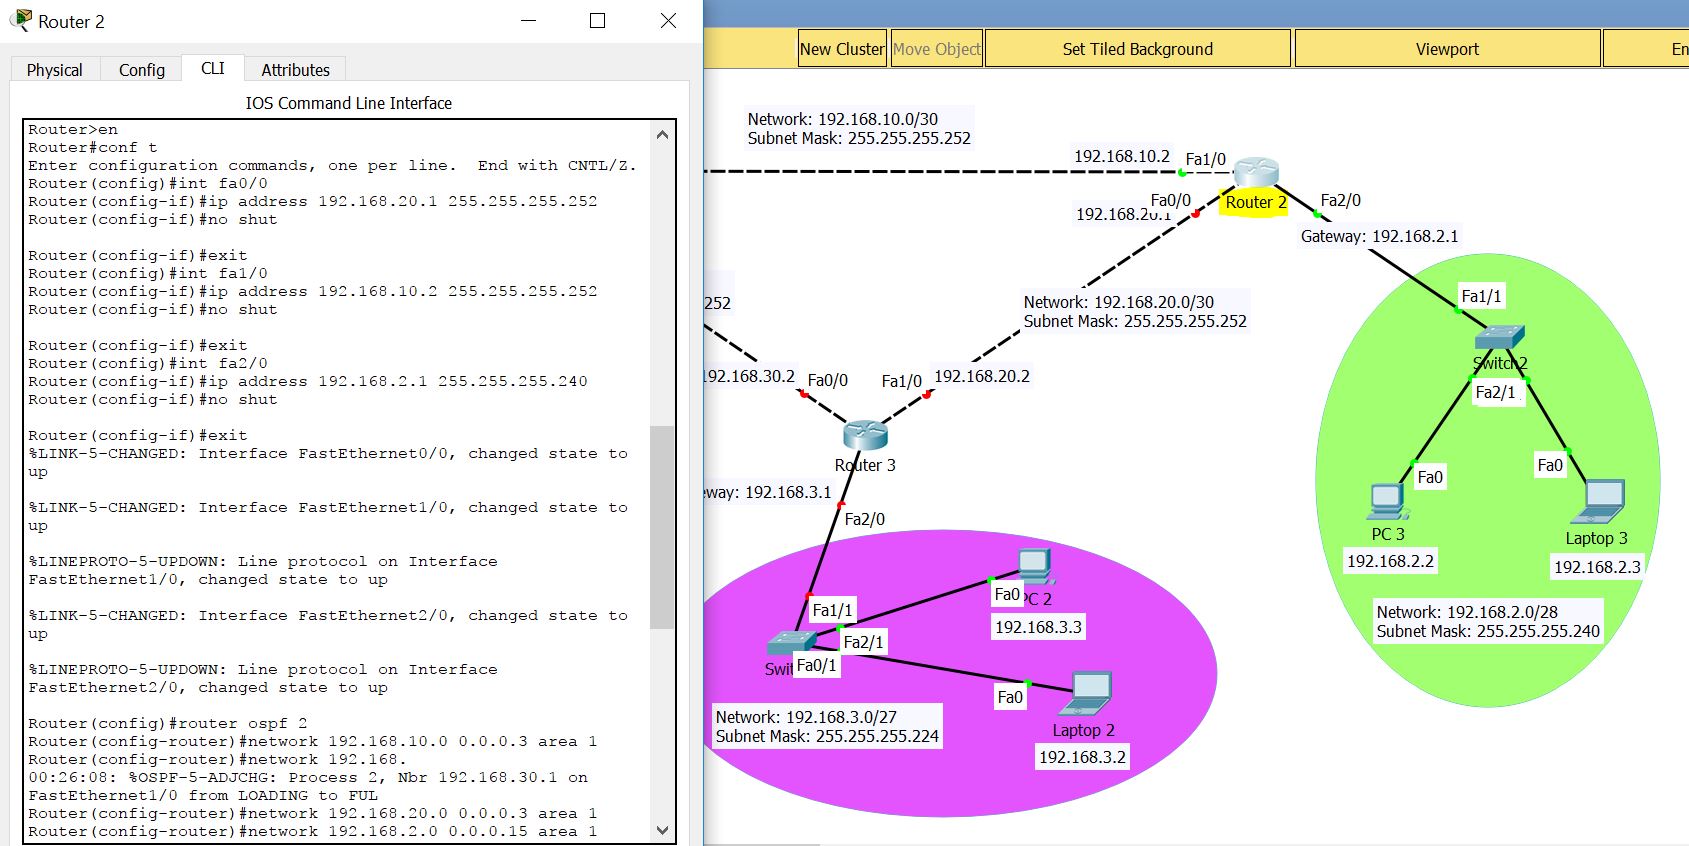 Router 2
Physical Config CLI Attributes
IOS Command Line Interface
Router>en
Router#conf t
Enter configuration commands, one per line.  End with CNTL/Z.
Router(config)#int fa0/0
Router(config-if)#ip address 192.168.20.1 255.255.255.252
Router(config-if)#no shut
Router(config-if)#exit
Router(config)#int fa1/0
Router(config-if)#ip address 192.168.10.2 255.255.255.252
Router(config-if)#no shut
Router(config-if)#exit
Router(config)#int fa2/0
Router(config-if)#ip address 192.168.2.1 255.255.255.240
Router(config-if)#no shut
Router(config-if)#exit
%LINK-5-CHANGED: Interface FastEthernet0/0, changed state to
up
%LINK-5-CHANGED: Interface FastEthernet1/0, changed state to
up
%LINEPROTO-5-UPDOWN: Line protocol on Interface
FastEthernet1/0, changed state to up
%LINK-5-CHANGED: Interface FastEthernet2/0, changed state to
up
%LINEPROTO-5-UPDOWN: Line protocol on Interface
FastEthernet2/0, changed state to up
Router(config)#router ospf 2
Router(config-router)#network 192.168.10.0 0.0.0.3 area 1
Router(config-router)#network 192.168.
00:26:08: %OSPF-5-ADJCHG: Process 2, Nbr 192.168.30.1 on
FastEthernet1/0 from LOADING to FUL
Router(config-router)#network 192.168.20.0 0.0.0.3 area 1
Router(config-router)#network 192.168.2.0 0.0.0.15 area 1
New Cluster Move Object Set Tiled Background Viewport En
Network: 192.168.10.0/30
Subnet Mask: 255.255.255.252
192.168.10.2 Fa1/0
Router 2
Fa0/0
192.168.20.1
Fa2/0
Gateway: 192.168.2.1
252
Network: 192.168.20.0/30
Subnet Mask: 255.255.255.252
Fa1/1
Switch2
Fa2/1
192.168.30.2 Fa0/0 Fa1/0 192.168.20.2
Router 3
eway: 192.168.3.1
Fa2/0
Fa0 Fa0
PC 3
192.168.2.2
Laptop 3
192.168.2.3
Network: 192.168.2.0/28
Subnet Mask: 255.255.255.240
Fa1/1
Fa2/1
Swit Fa0/1
Fa0 PC 2
192.168.3.3
Fa0
Laptop 2
192.168.3.2
Network: 192.168.3.0/27
Subnet Mask: 255.255.255.224